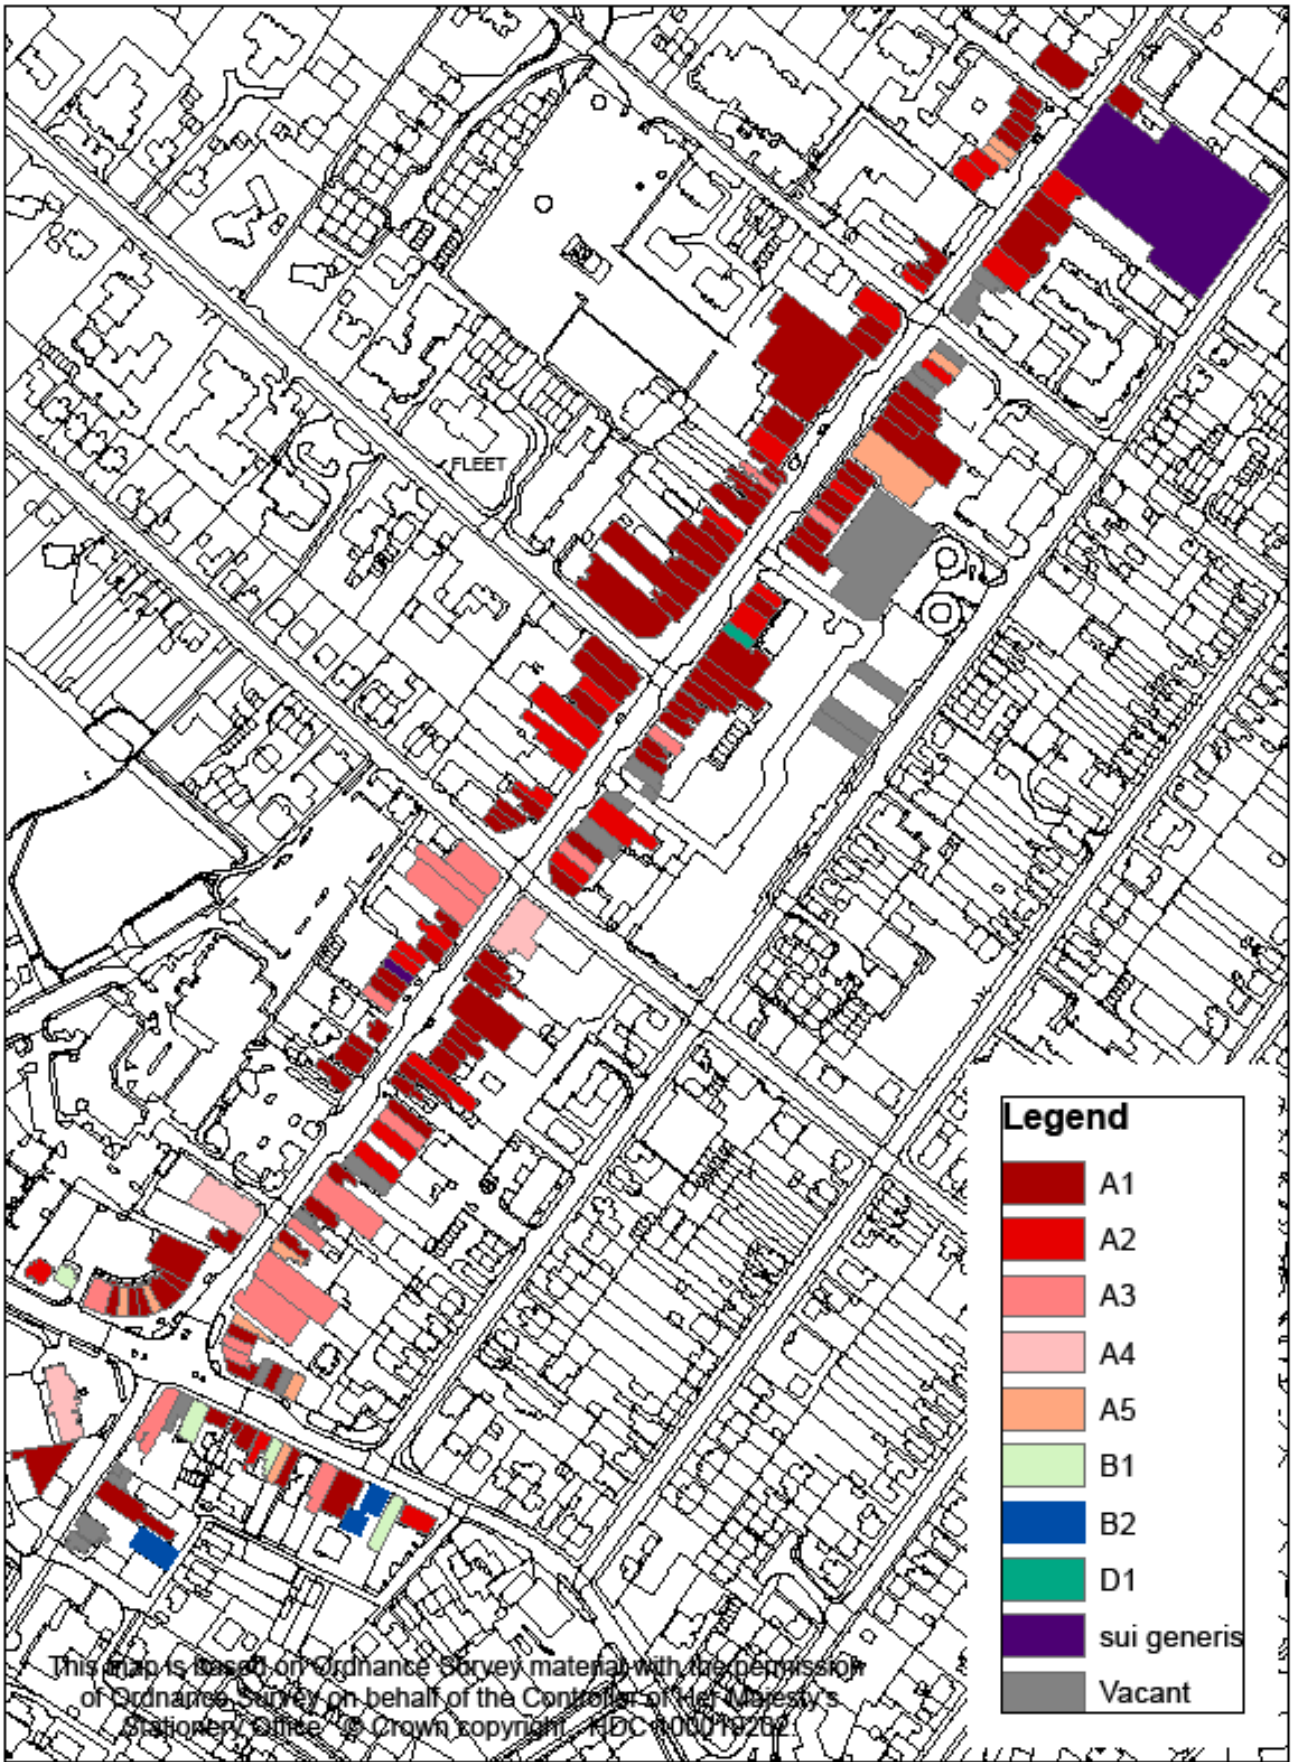 FLEET
Legend
A1
A2
A3
A4
A5
B1
B2
D1
sui generis
Vacant
This map is based on Ordnance Survey material with the permission
of Ordnance Survey on behalf of the Controller of Her Majesty's
Stationery Office © Crown copyright. HDC